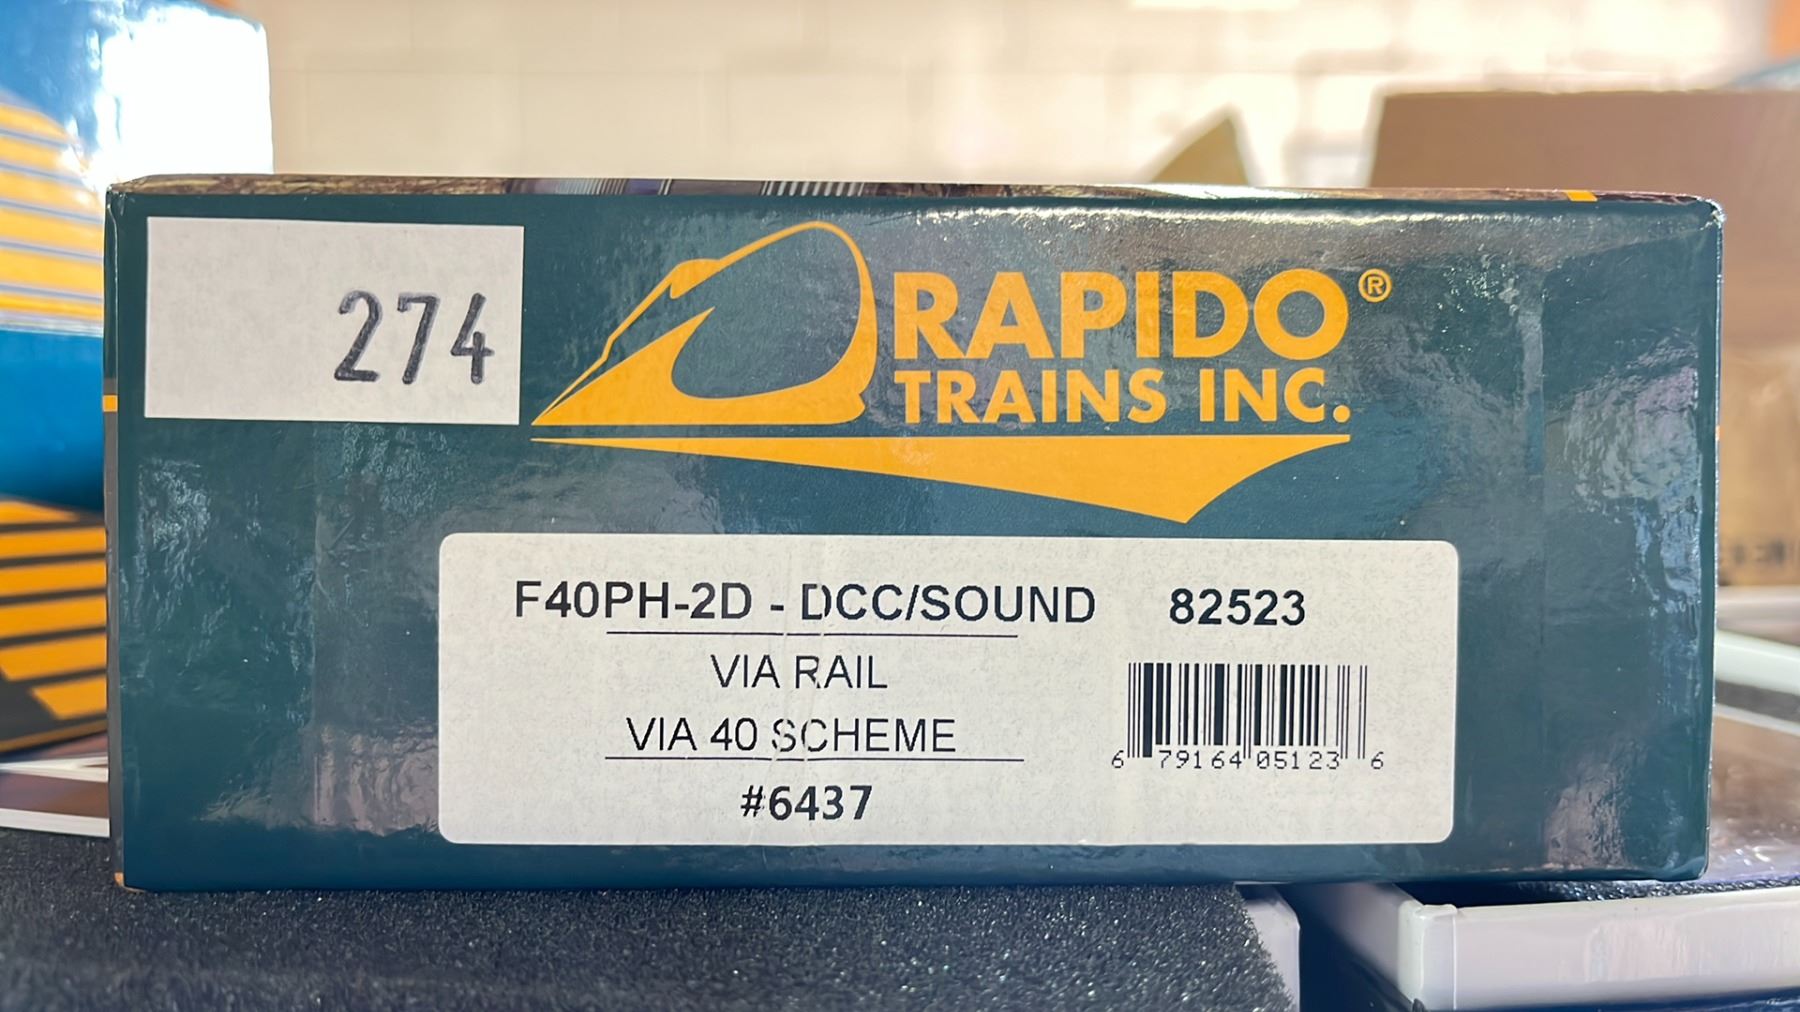 274
RAPIDO®
TRAINS INC.
F40PH-2D - DCC/SOUND 82523
VIA RAIL
VIA 40 SCHEME
#6437
6 79164 05123 6